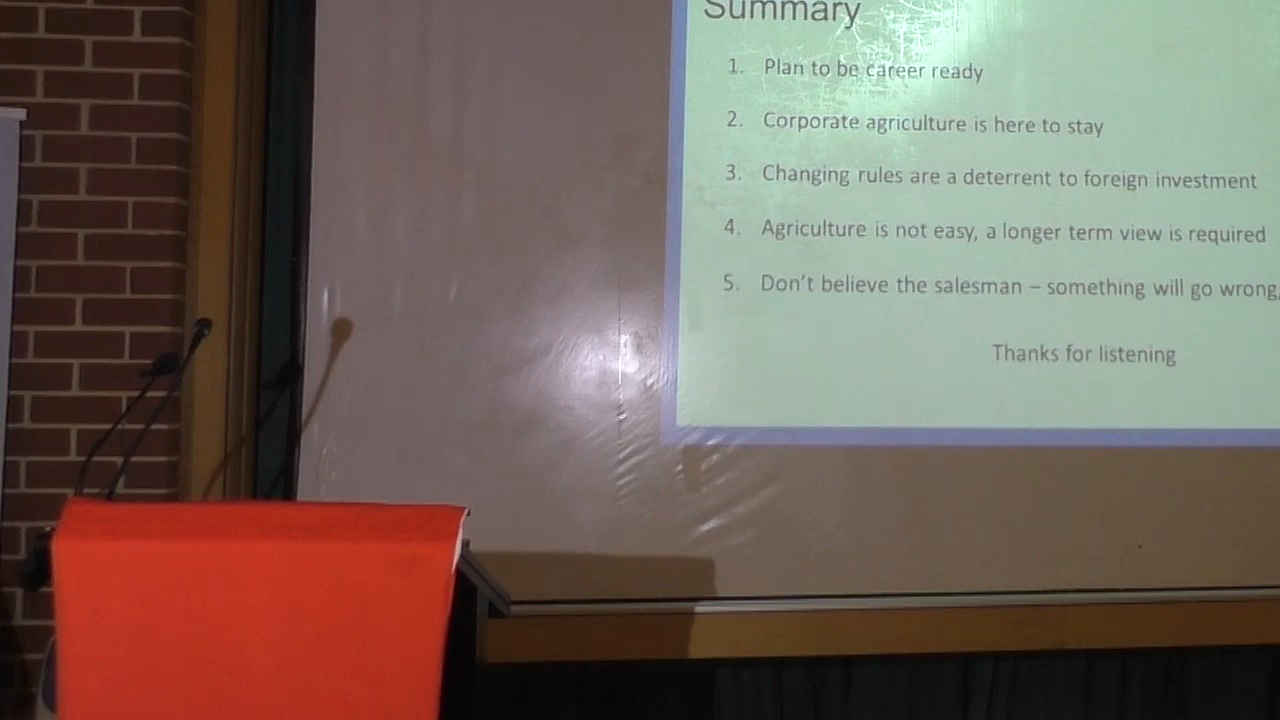 Summary
1. Plan to be career ready
2. Corporate agriculture is here to stay
3. Changing rules are a deterrent to foreign investment
4. Agriculture is not easy, a longer term view is required
5. Don't believe the salesman – something will go wrong.
Thanks for listening